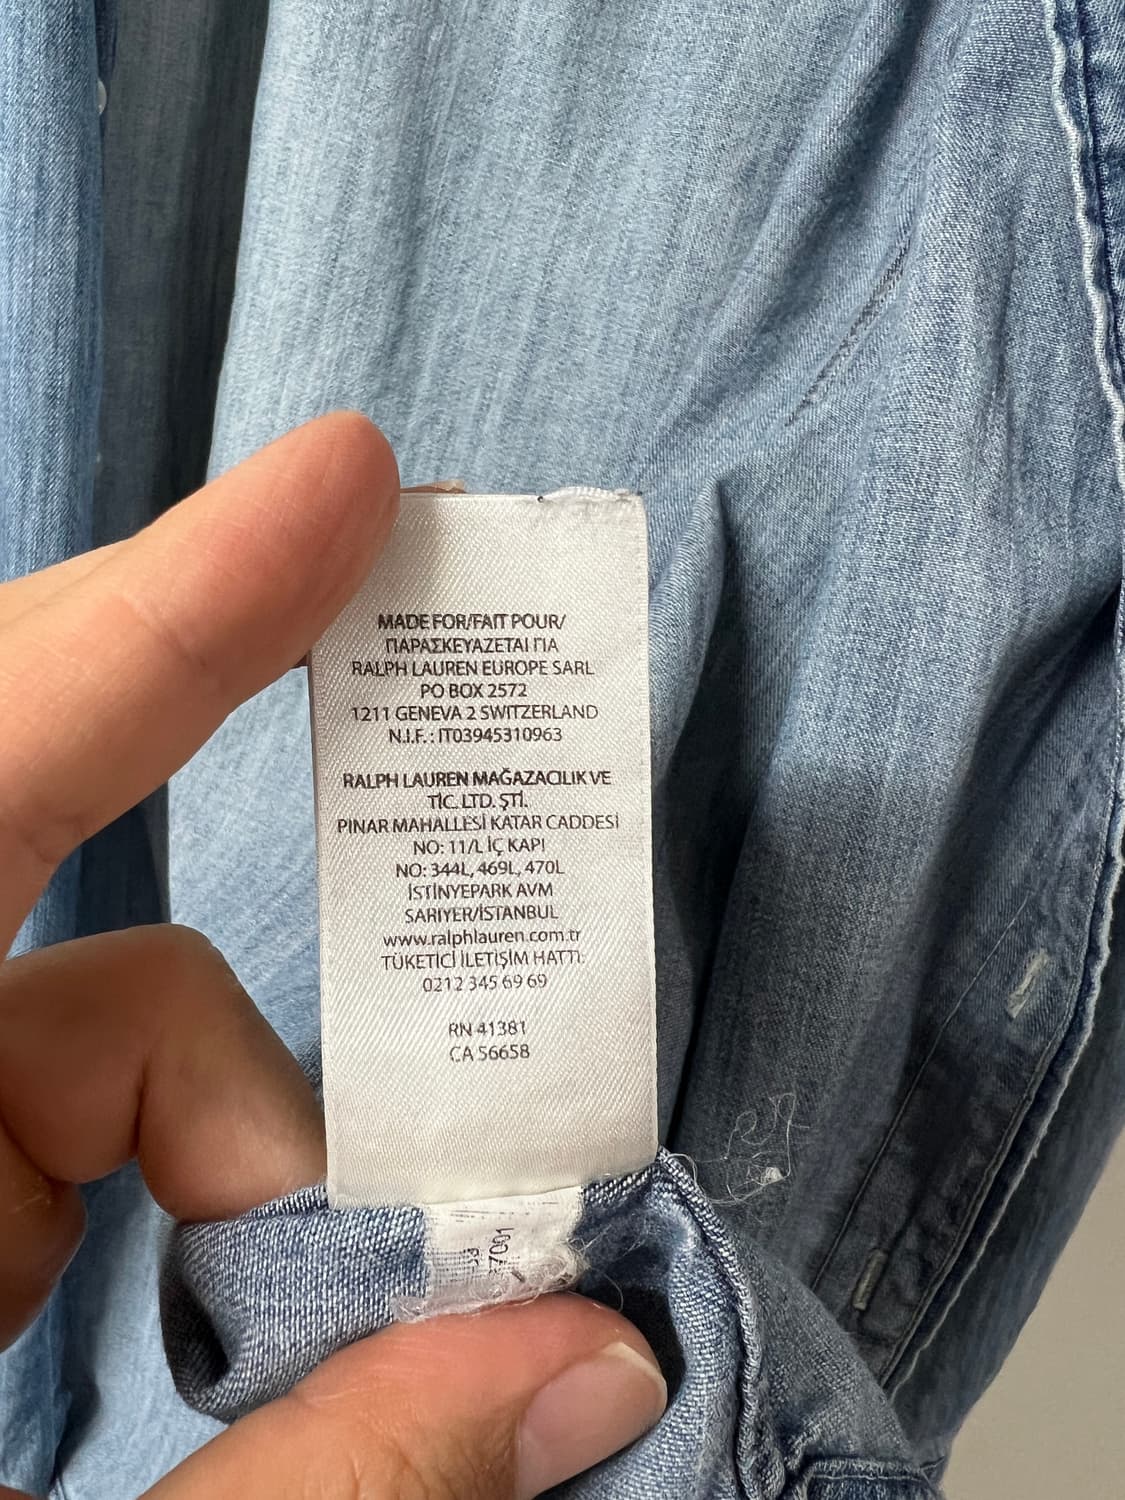 MADE FOR/FAIT POUR/
ΠΑΡΑΣΚΕΥΑΖΕΤΑΙ ΓΙΑ
RALPH LAUREN EUROPE SARL
PO BOX 2572
1211 GENEVA 2 SWITZERLAND
N.I.F. : IT03945310963
RALPH LAUREN MAĞAZACILIK VE
TİC. LTD. ŞTİ.
PINAR MAHALLESİ KATAR CADDESİ
NO: 11/L İÇ KAPI
NO: 344L, 469L, 470L
İSTİNYEPARK AVM
SARIYER/İSTANBUL
www.ralphlauren.com.tr
TÜKETİCİ İLETİŞİM HATTI:
0212 345 69 69
RN 41381
CA 56658